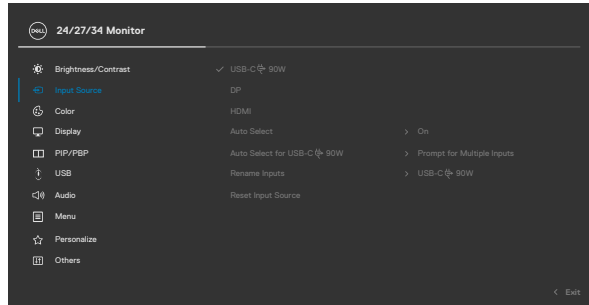 DELL 24/27/34 Monitor
Brightness/Contrast USB-C 90W
Input Source DP
Color HDMI
Display Auto Select On
PIP/PBP Auto Select for USB-C 90W Prompt for Multiple Inputs
USB Rename Inputs USB-C 90W
Audio Reset Input Source
Menu
Personalize
Others
Exit